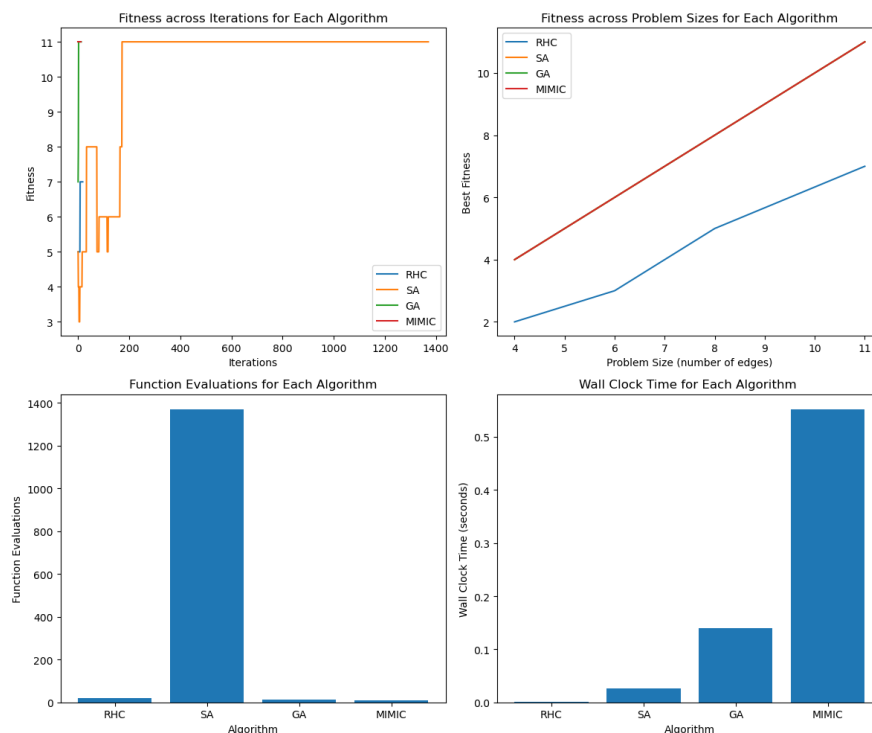 Fitness across Iterations for Each Algorithm
11
10
9
8
7
6
5
4
3
Fitness
RHC
SA
GA
MIMIC
0
200
400
600
800
1000
1200
1400
Iterations
Fitness across Problem Sizes for Each Algorithm
RHC
SA
GA
MIMIC
10
8
6
4
2
Best Fitness
4
5
6
7
8
9
10
11
Problem Size (number of edges)
Function Evaluations for Each Algorithm
1400
1200
1000
800
600
400
200
0
Function Evaluations
RHC
SA
GA
MIMIC
Algorithm
Wall Clock Time for Each Algorithm
0.5
0.4
0.3
0.2
0.1
0.0
Wall Clock Time (seconds)
RHC
SA
GA
MIMIC
Algorithm